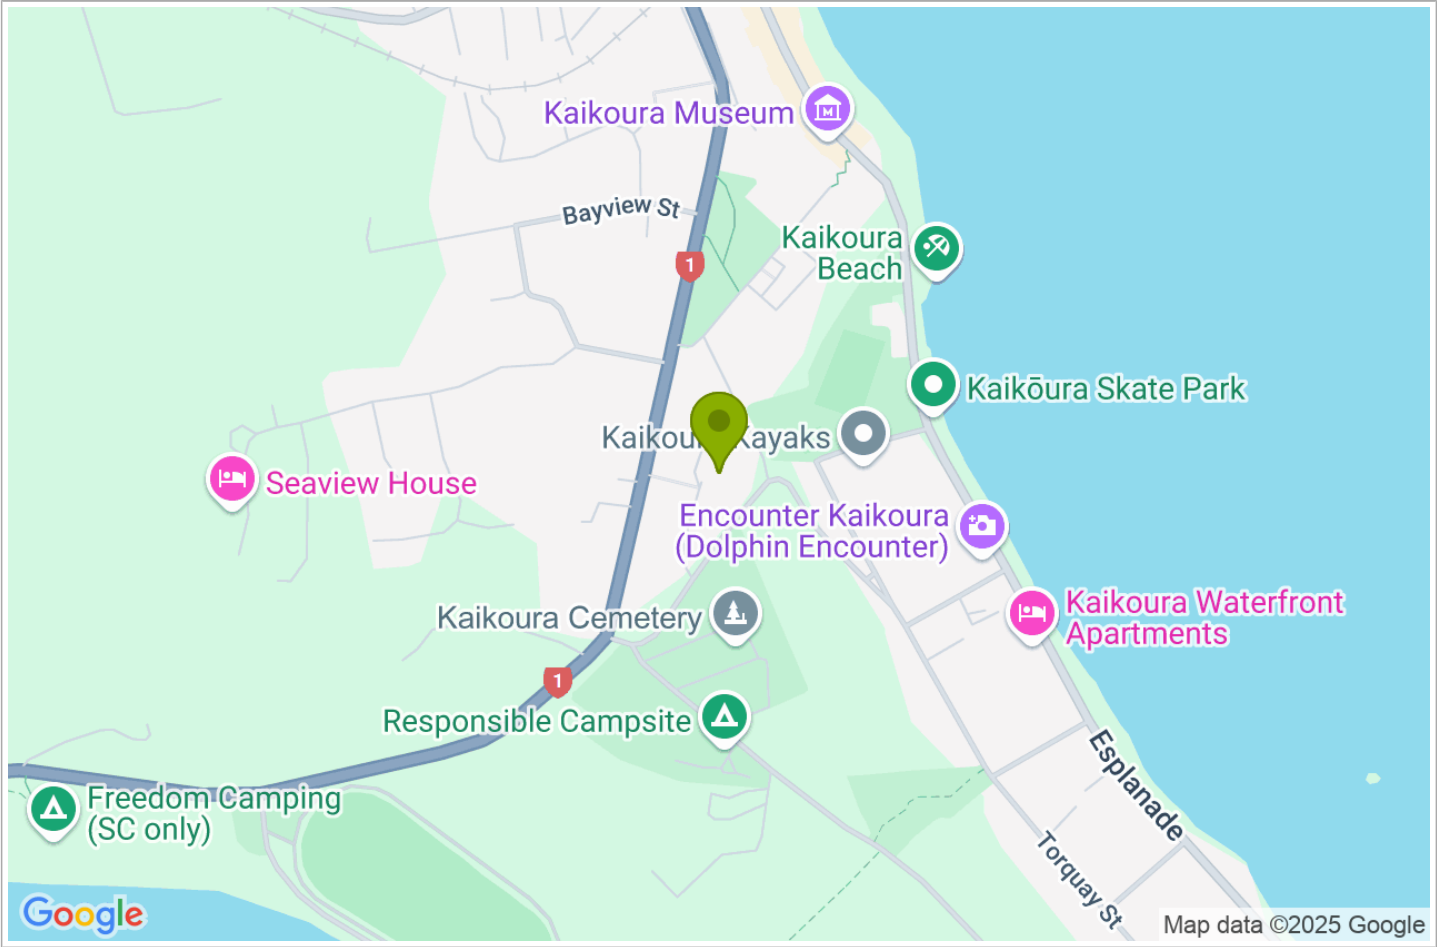 Kaikoura Museum
Bayview St
1
Kaikoura
Beach
Kaikōura Skate Park
Kaikoura Kayaks
Seaview House
Encounter Kaikoura
(Dolphin Encounter)
Kaikoura Cemetery
Kaikoura Waterfront
Apartments
1
Responsible Campsite
Esplanade
Freedom Camping
(SC only)
Torquay St
Google
Map data ©2025 Google